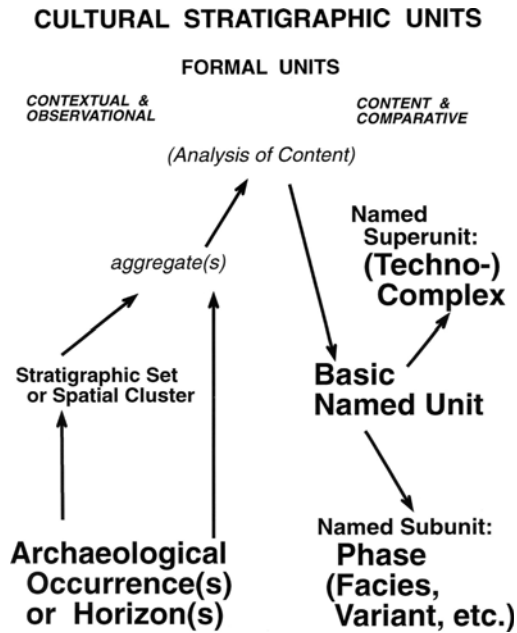 CULTURAL STRATIGRAPHIC UNITS
FORMAL UNITS
CONTEXTUAL &
OBSERVATIONAL
CONTENT &
COMPARATIVE
(Analysis of Content)
aggregate(s)
Stratigraphic Set
or Spatial Cluster
Archaeological
Occurrence(s)
or Horizon(s)
Named
Superunit:
(Techno-)
Complex
Basic
Named Unit
Named Subunit:
Phase
(Facies,
Variant, etc.)